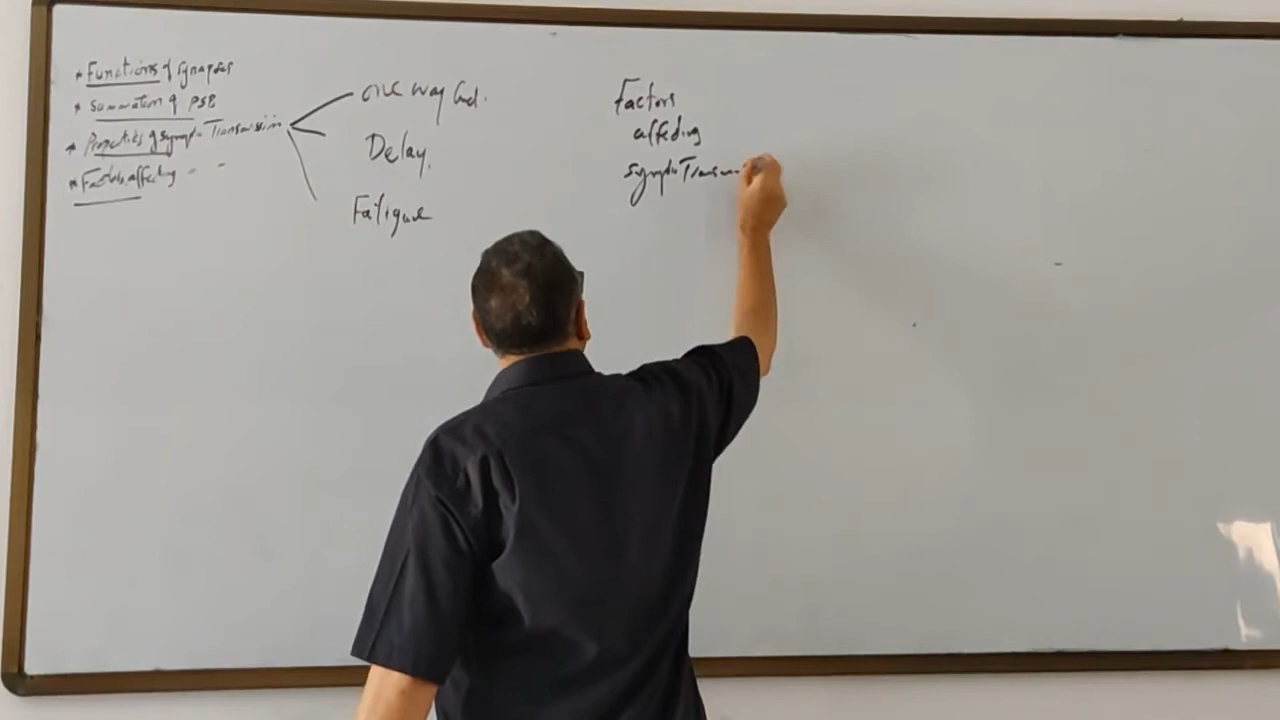 * Functions of synapses
* Summation of PSP
* Properties of synaptic Transmission
* Factors affecting " "
one way Cond.
Delay.
Fatigue
Factors
affecting
synaptic Transm